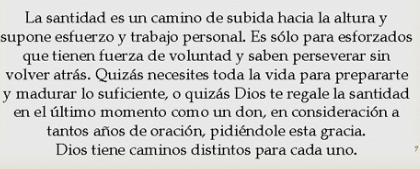 La santidad es un camino de subida hacia la altura y
supone esfuerzo y trabajo personal. Es sólo para esforzados
que tienen fuerza de voluntad y saben perseverar sin
volver atrás. Quizás necesites toda la vida para prepararte
y madurar lo suficiente, o quizás Dios te regale la santidad
en el último momento como un don, en consideración a
tantos años de oración, pidiéndole esta gracia.
Dios tiene caminos distintos para cada uno.